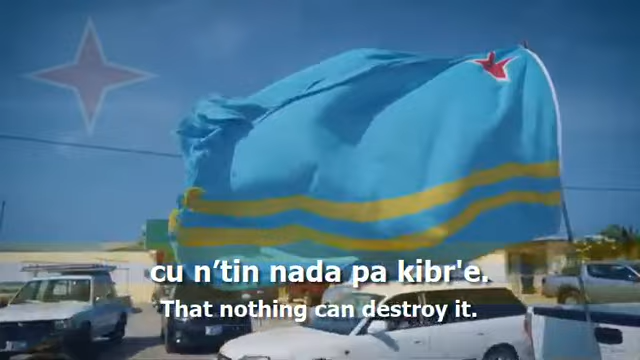 cu n’tin nada pa kibr'e.
That nothing can destroy it.